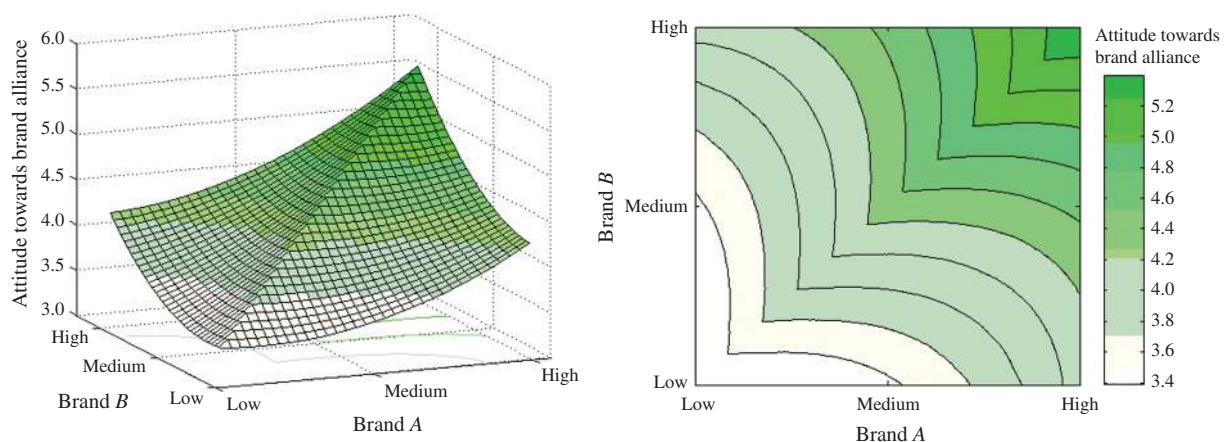 Attitude towards brand alliance
6.0
5.5
5.0
4.5
4.0
3.5
3.0
High
Medium
Low
Brand B
Low
Medium
High
Brand A
Brand B
High
Medium
Low
Low
Medium
High
Brand A
Attitude towards
brand alliance
5.2
5.0
4.8
4.6
4.4
4.2
4.0
3.8
3.6
3.4